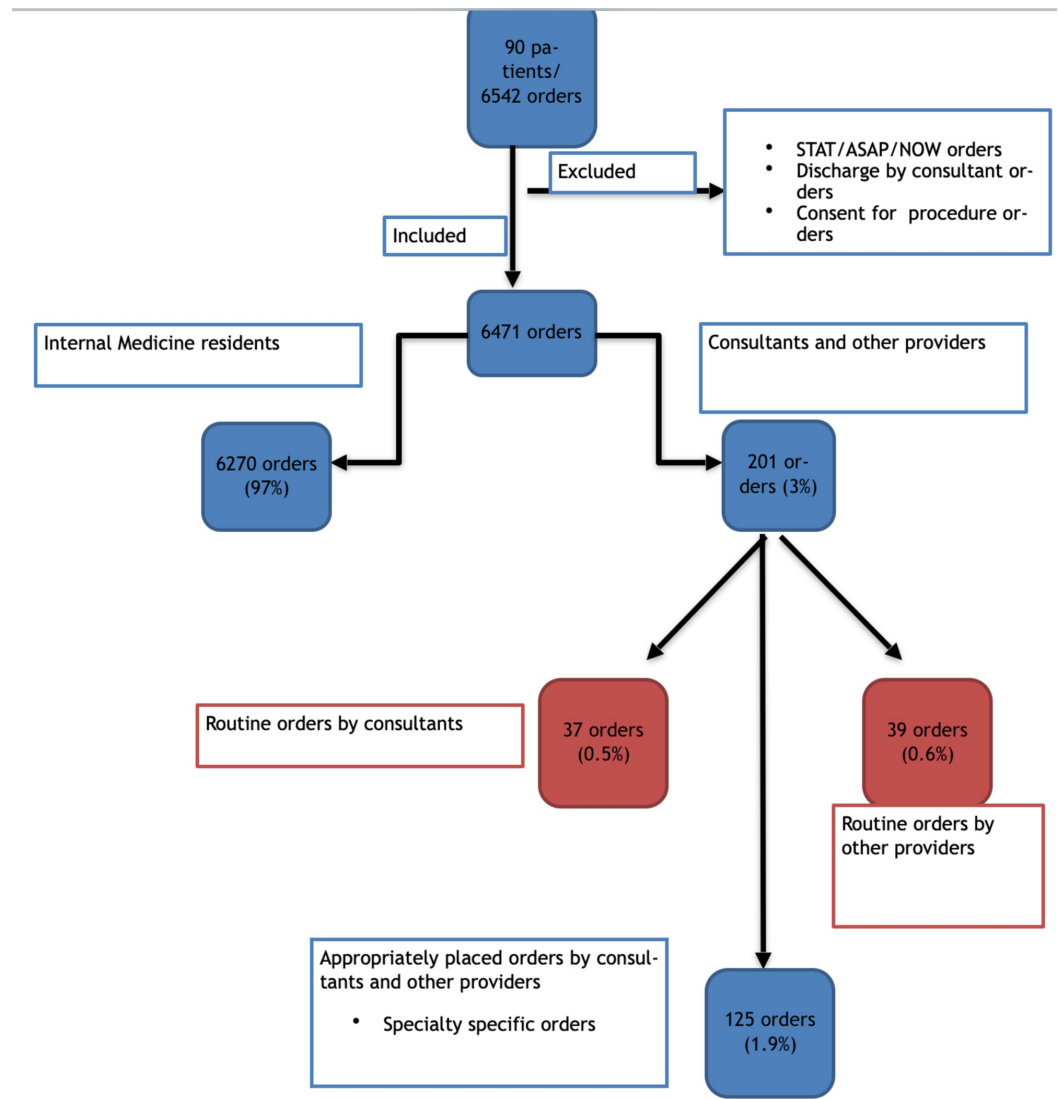 90 pa-
tients/
6542 orders
• STAT/ASAP/NOW orders
• Discharge by consultant or-
ders
• Consent for procedure or-
ders
Excluded
Included
6471 orders
Internal Medicine residents
Consultants and other providers
6270 orders
(97%)
201 or-
ders (3%)
Routine orders by consultants
37 orders
(0.5%)
39 orders
(0.6%)
Routine orders by
other providers
Appropriately placed orders by consul-
tants and other providers
• Specialty specific orders
125 orders
(1.9%)